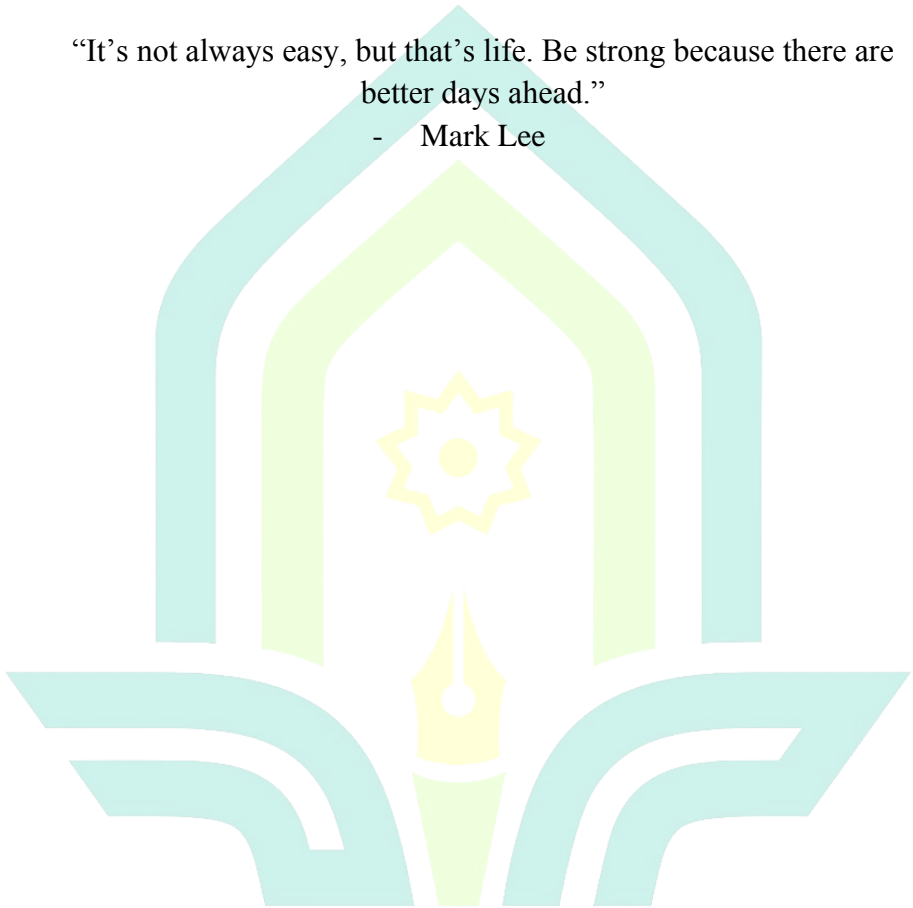 “It’s not always easy, but that’s life. Be strong because there are
better days ahead.”
- Mark Lee